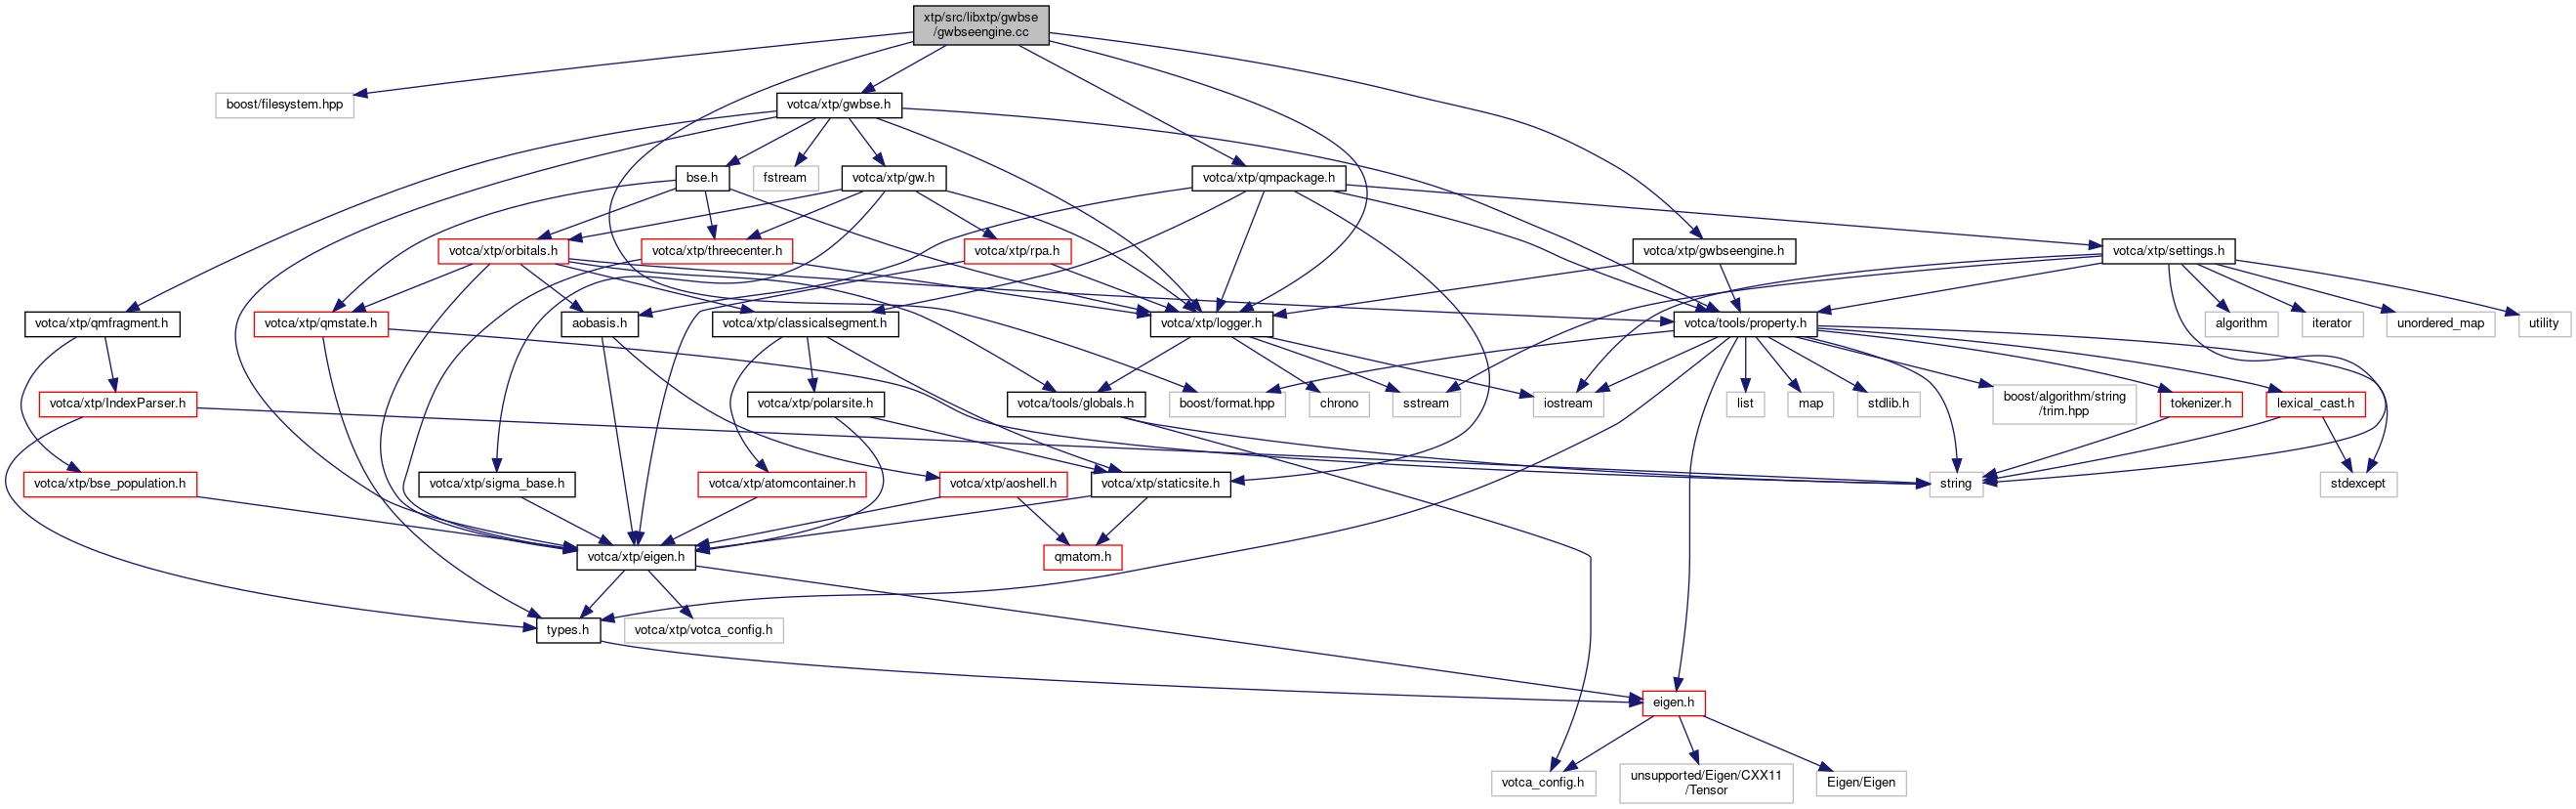 xtp/src/libxtp/gwbse
/gwbseengine.cc
boost/filesystem.hpp
votca/xtp/gwbse.h
bse.h
fstream
votca/xtp/gw.h
votca/xtp/qmpackage.h
votca/xtp/orbitals.h
votca/xtp/threecenter.h
votca/xtp/rpa.h
votca/xtp/gwbseengine.h
votca/xtp/settings.h
votca/xtp/qmfragment.h
votca/xtp/qmstate.h
aobasis.h
votca/xtp/classicalsegment.h
votca/xtp/logger.h
votca/tools/property.h
algorithm
iterator
unordered_map
utility
votca/xtp/IndexParser.h
votca/xtp/polarsite.h
votca/tools/globals.h
boost/format.hpp
chrono
sstream
iostream
list
map
stdlib.h
boost/algorithm/string
/trim.hpp
tokenizer.h
lexical_cast.h
votca/xtp/bse_population.h
votca/xtp/sigma_base.h
votca/xtp/atomcontainer.h
votca/xtp/aoshell.h
votca/xtp/staticsite.h
string
stdexcept
votca/xtp/eigen.h
qmatom.h
types.h
votca/xtp/votca_config.h
eigen.h
votca_config.h
unsupported/Eigen/CXX11
/Tensor
Eigen/Eigen